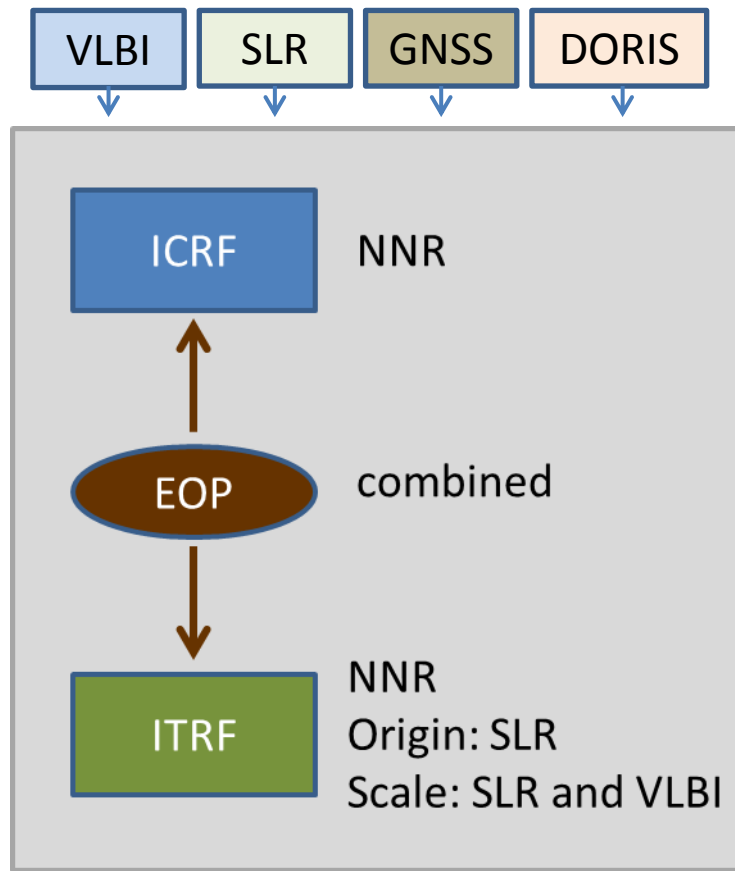 VLBI
SLR
GNSS
DORIS
ICRF
NNR
EOP
combined
ITRF
NNR
Origin: SLR
Scale: SLR and VLBI